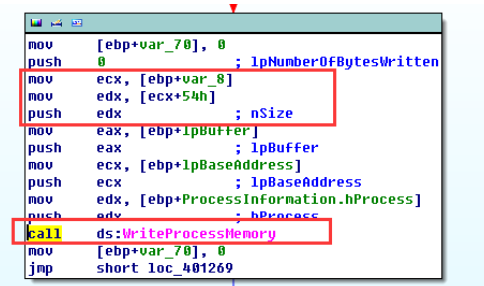 mov [ebp+var_70], 0
push 0 ; lpNumberOfBytesWritten
mov ecx, [ebp+var_8]
mov edx, [ecx+54h]
push edx ; nSize
mov eax, [ebp+lpBuffer]
push eax ; lpBuffer
mov ecx, [ebp+lpBaseAddress]
push ecx ; lpBaseAddress
mov edx, [ebp+ProcessInformation.hProcess]
push edx ; hProcess
call ds:WriteProcessMemory
mov [ebp+var_70], 0
jmp short loc_401269